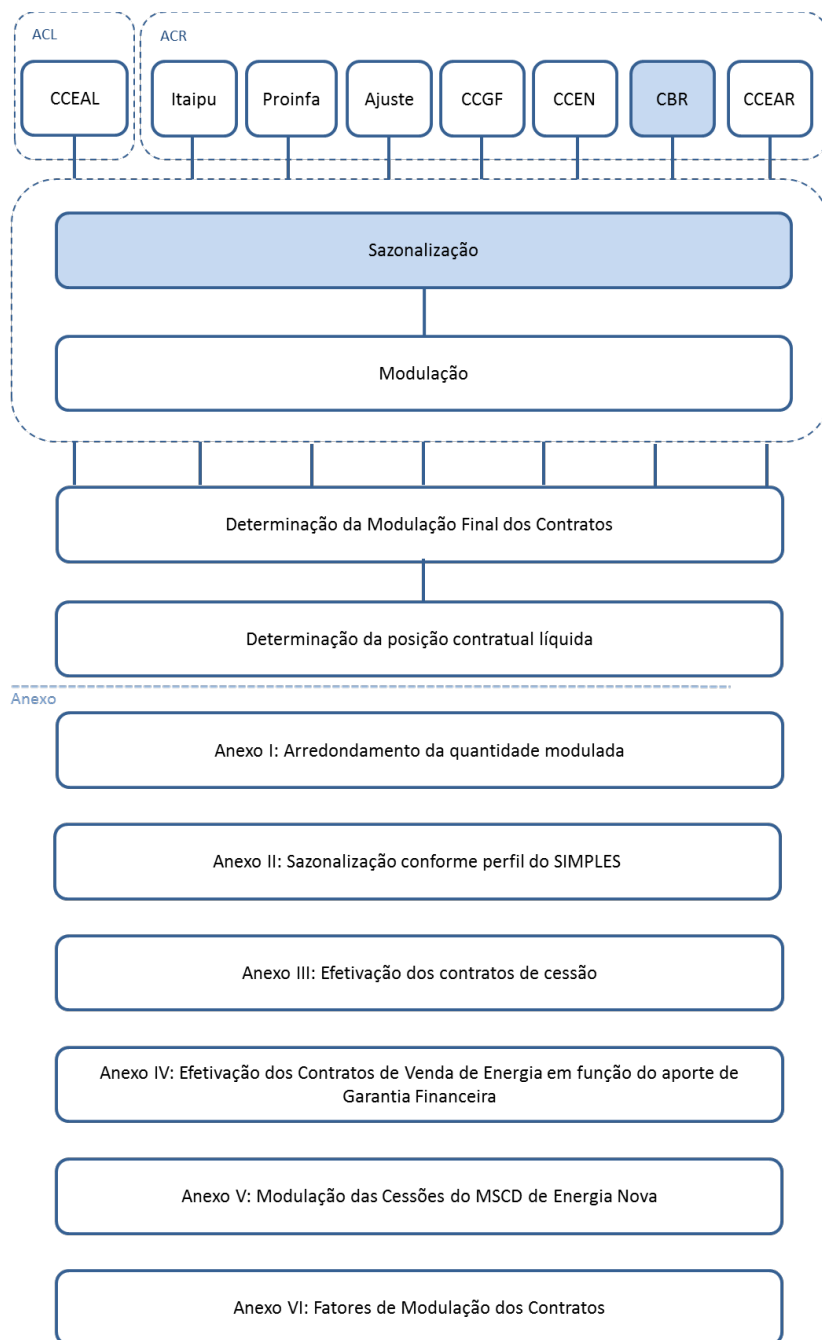 ACL
ACR
CCEAL
Itaipu
Proinfa
Ajuste
CCGF
CCEN
CBR
CCEAR
Sazonalização
Modulação
Determinação da Modulação Final dos Contratos
Determinação da posição contratual líquida
Anexo
Anexo I: Arredondamento da quantidade modulada
Anexo II: Sazonalização conforme perfil do SIMPLES
Anexo III: Efetivação dos contratos de cessão
Anexo IV: Efetivação dos Contratos de Venda de Energia em função do aporte de
Garantia Financeira
Anexo V: Modulação das Cessões do MSCD de Energia Nova
Anexo VI: Fatores de Modulação dos Contratos